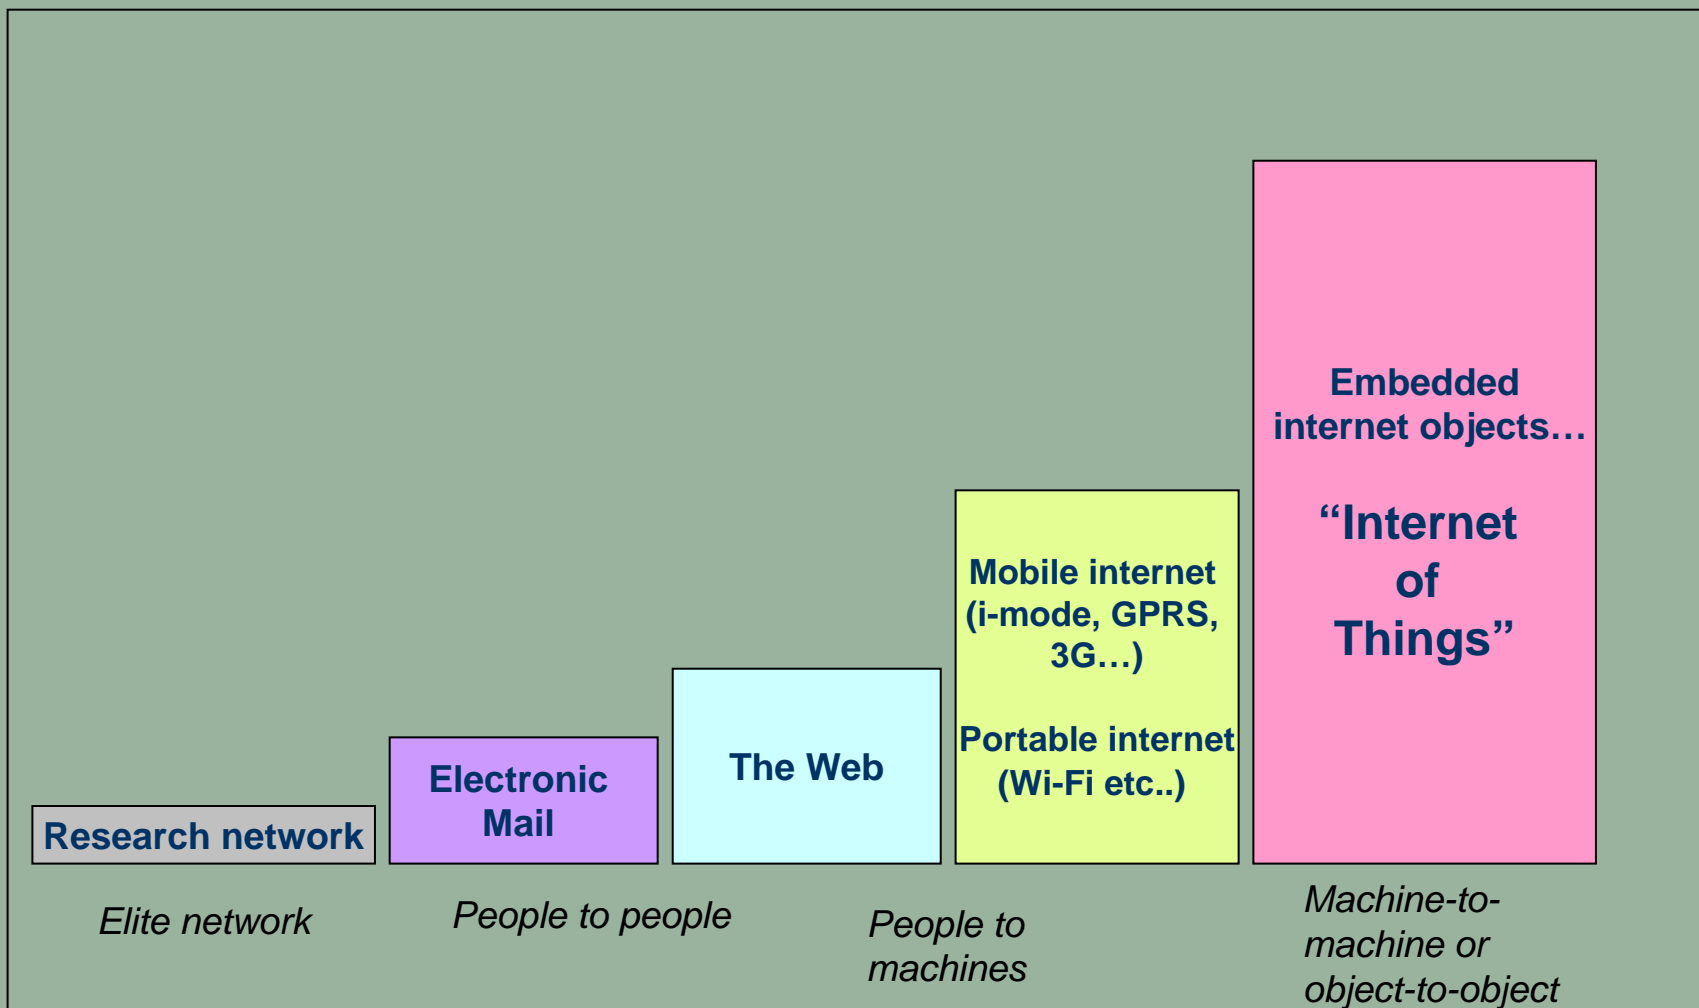 Research network
Electronic
Mail
The Web
Mobile internet
(i-mode, GPRS,
3G…)
Portable internet
(Wi-Fi etc..)
Embedded
internet objects…
“Internet
of
Things”
Elite network
People to people
People to
machines
Machine-to-
machine or
object-to-object